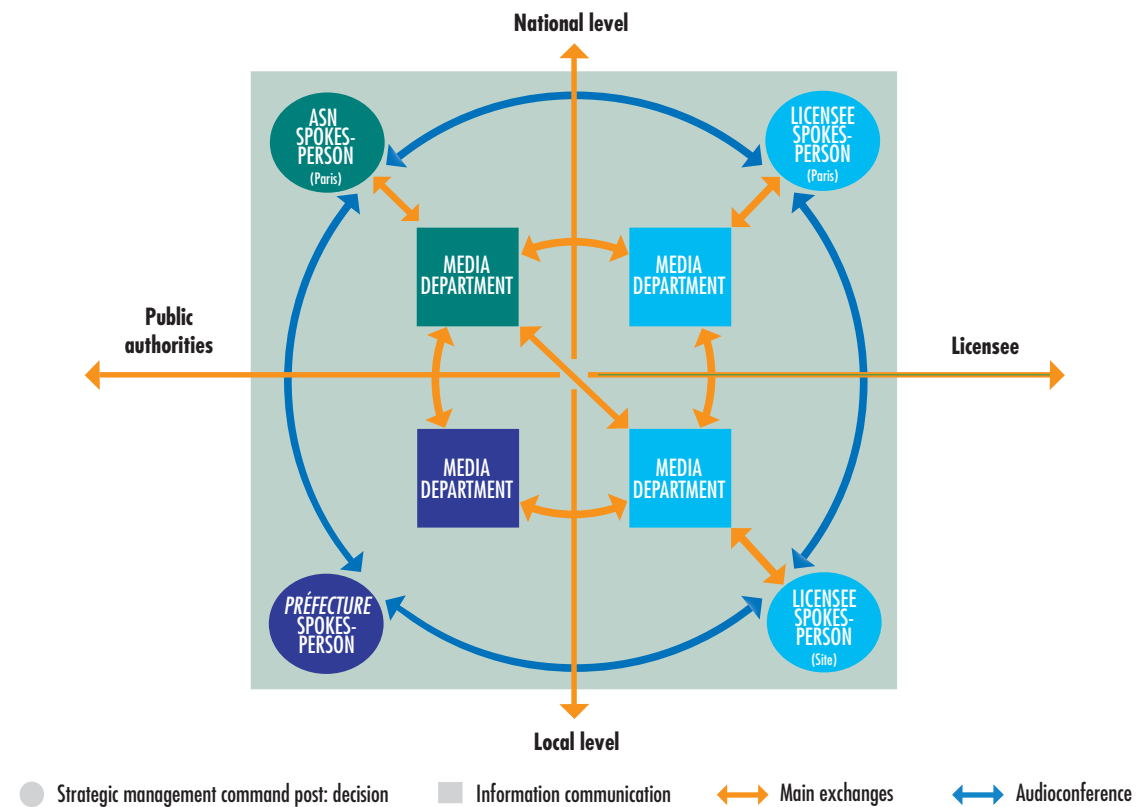 National level
ASN
SPOKES-
PERSON
(Paris)
LICENSEE
SPOKES-
PERSON
(Paris)
MEDIA
DEPARTMENT
MEDIA
DEPARTMENT
Public
authorities
Licensee
MEDIA
DEPARTMENT
MEDIA
DEPARTMENT
PRÉFECTURE
SPOKES-
PERSON
LICENSEE
SPOKES-
PERSON
(Site)
Local level
Strategic management command post: decision
Information communication
Main exchanges
Audioconference